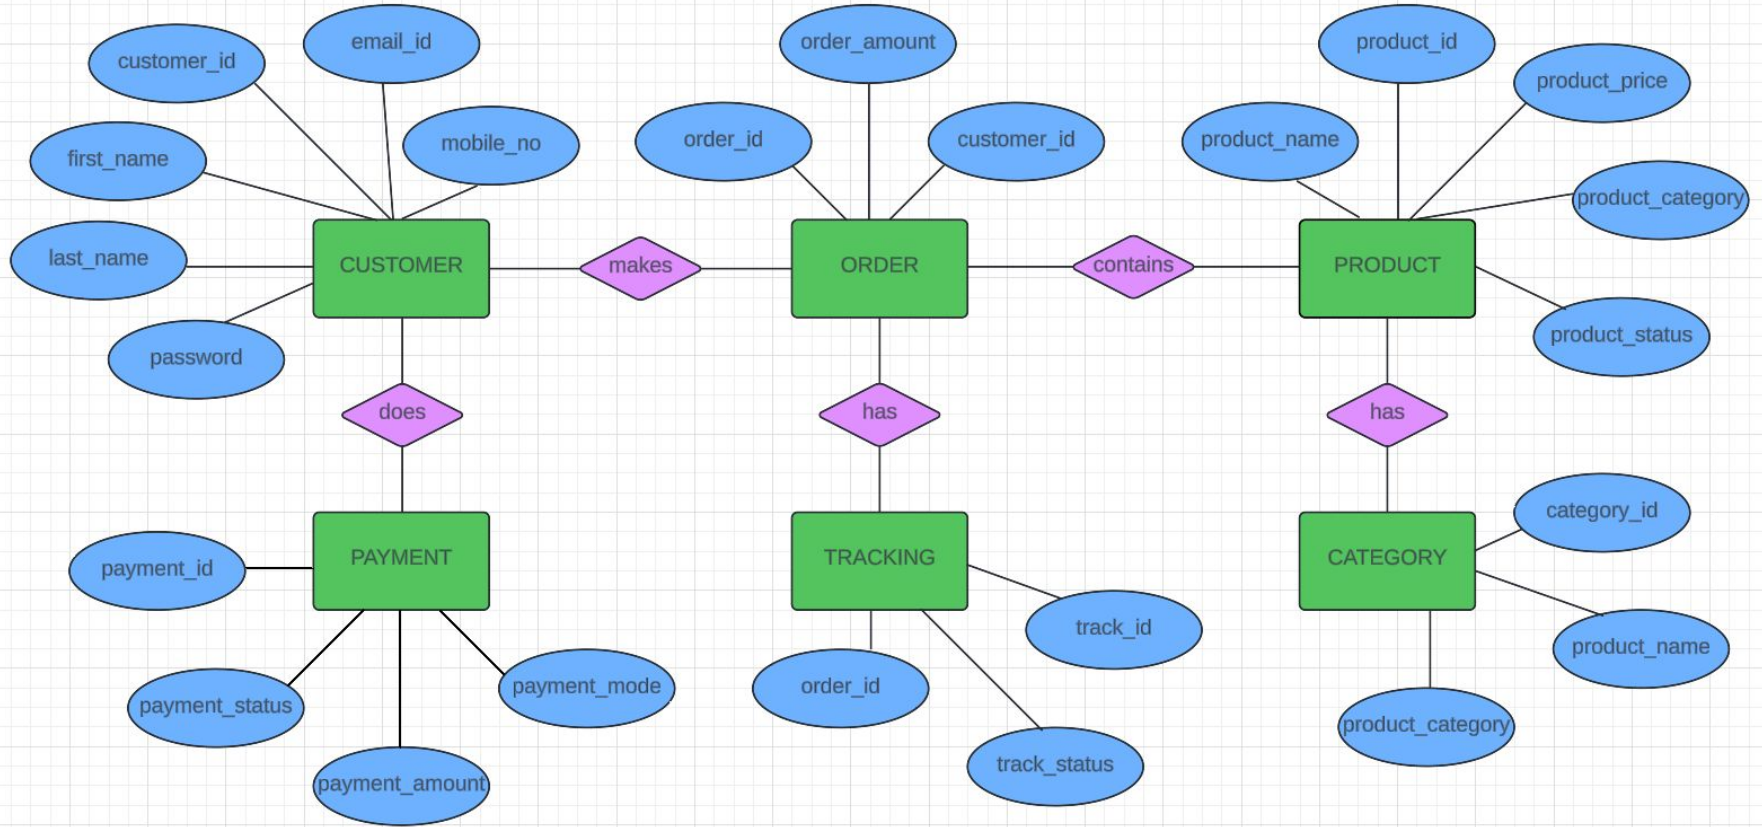 email_id
order_amount
product_id
customer_id
product_price
mobile_no
order_id
customer_id
product_name
first_name
product_category
last_name
CUSTOMER
makes
ORDER
contains
PRODUCT
product_status
password
does
has
has
category_id
PAYMENT
TRACKING
CATEGORY
payment_id
track_id
product_name
payment_mode
order_id
payment_status
product_category
track_status
payment_amount